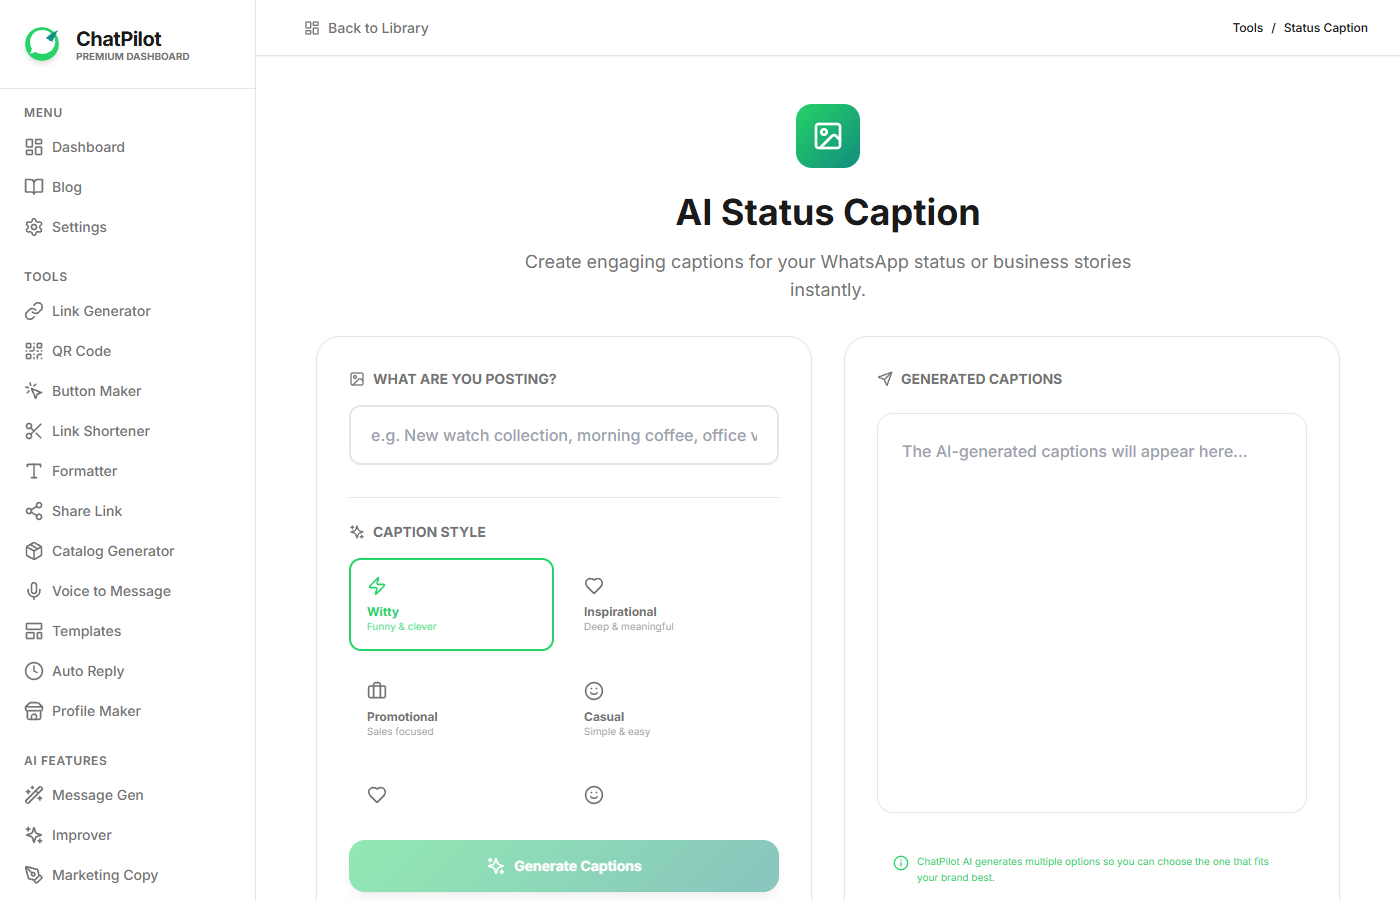 ChatPilot
PREMIUM DASHBOARD
MENU
Dashboard
Blog
Settings
TOOLS
Link Generator
QR Code
Button Maker
Link Shortener
Formatter
Share Link
Catalog Generator
Voice to Message
Templates
Auto Reply
Profile Maker
AI FEATURES
Message Gen
Improver
Marketing Copy
Back to Library
Tools / Status Caption
AI Status Caption
Create engaging captions for your WhatsApp status or business stories
instantly.
WHAT ARE YOU POSTING?
e.g. New watch collection, morning coffee, office v
CAPTION STYLE
Witty
Funny & clever
Inspirational
Deep & meaningful
Promotional
Sales focused
Casual
Simple & easy
Generate Captions
GENERATED CAPTIONS
The AI-generated captions will appear here...
ChatPilot AI generates multiple options so you can choose the one that fits
your brand best.